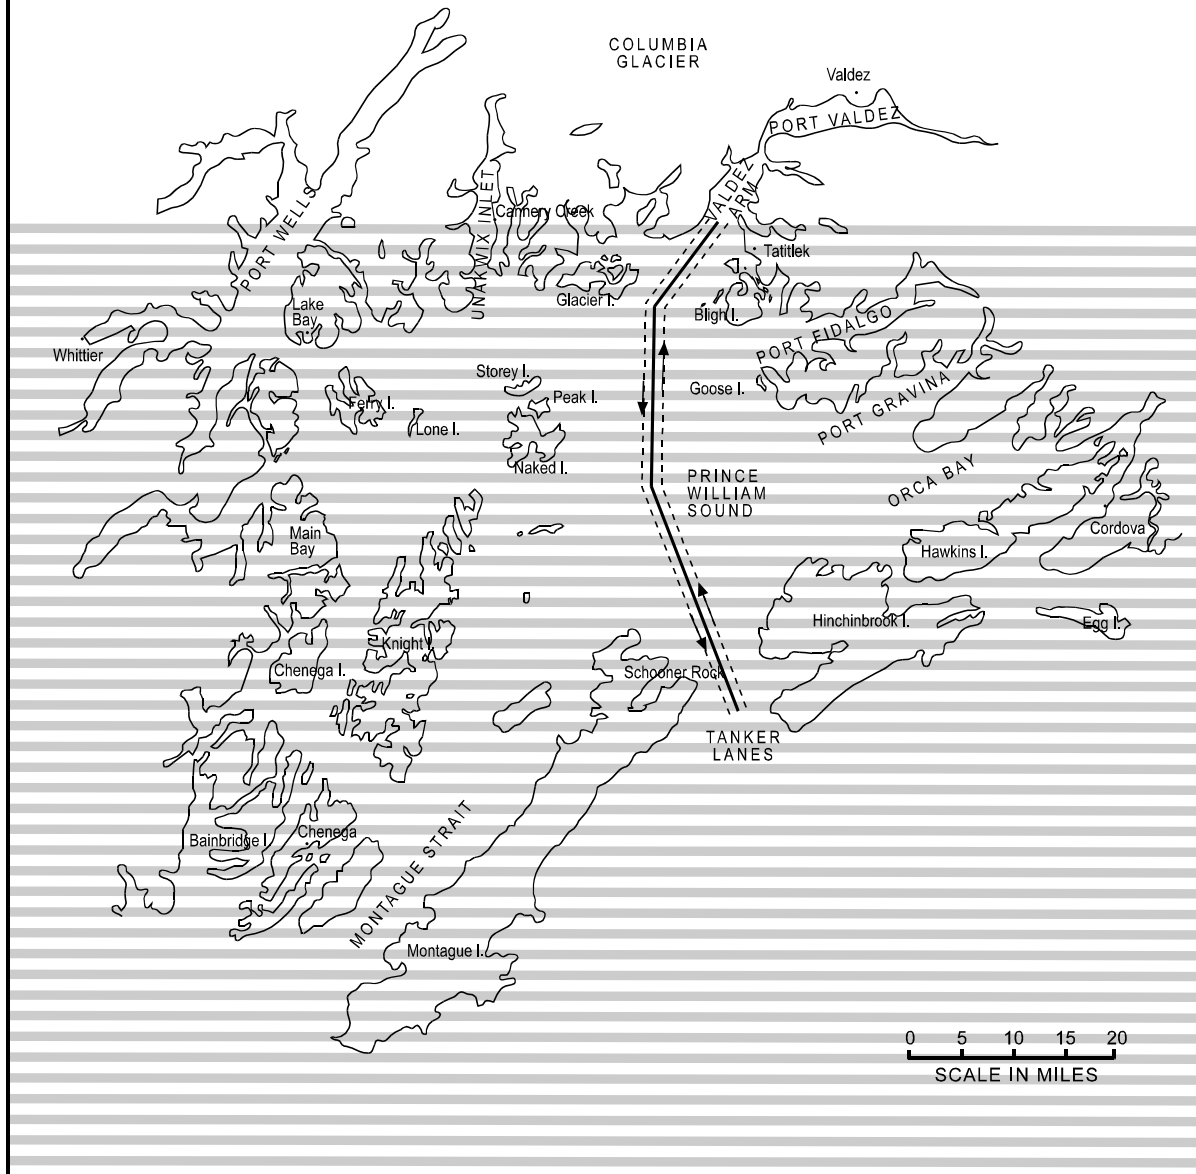 COLUMBIA
GLACIER
Valdez
PORT VALDEZ
VALDEZ
ARM
UNAKWIX INLET
Cannery Creek
PORT WELLS
Tatitlek
Glacier I.
Lake
Bay
Bligh I.
PORT FIDALGO
Whittier
Storey I.
Peak I.
Goose I.
PORT GRAVINA
Ferry I.
Lone I.
Naked I.
ORCA BAY
PRINCE
WILLIAM
SOUND
Main
Bay
Cordova
Hawkins I.
Hinchinbrook I.
Egg I.
Knight I.
Chenega I.
Schooner Rock
TANKER
LANES
Bainbridge I.
Chenega
MONTAGUE STRAIT
Montague I.
0 5 10 15 20
SCALE IN MILES